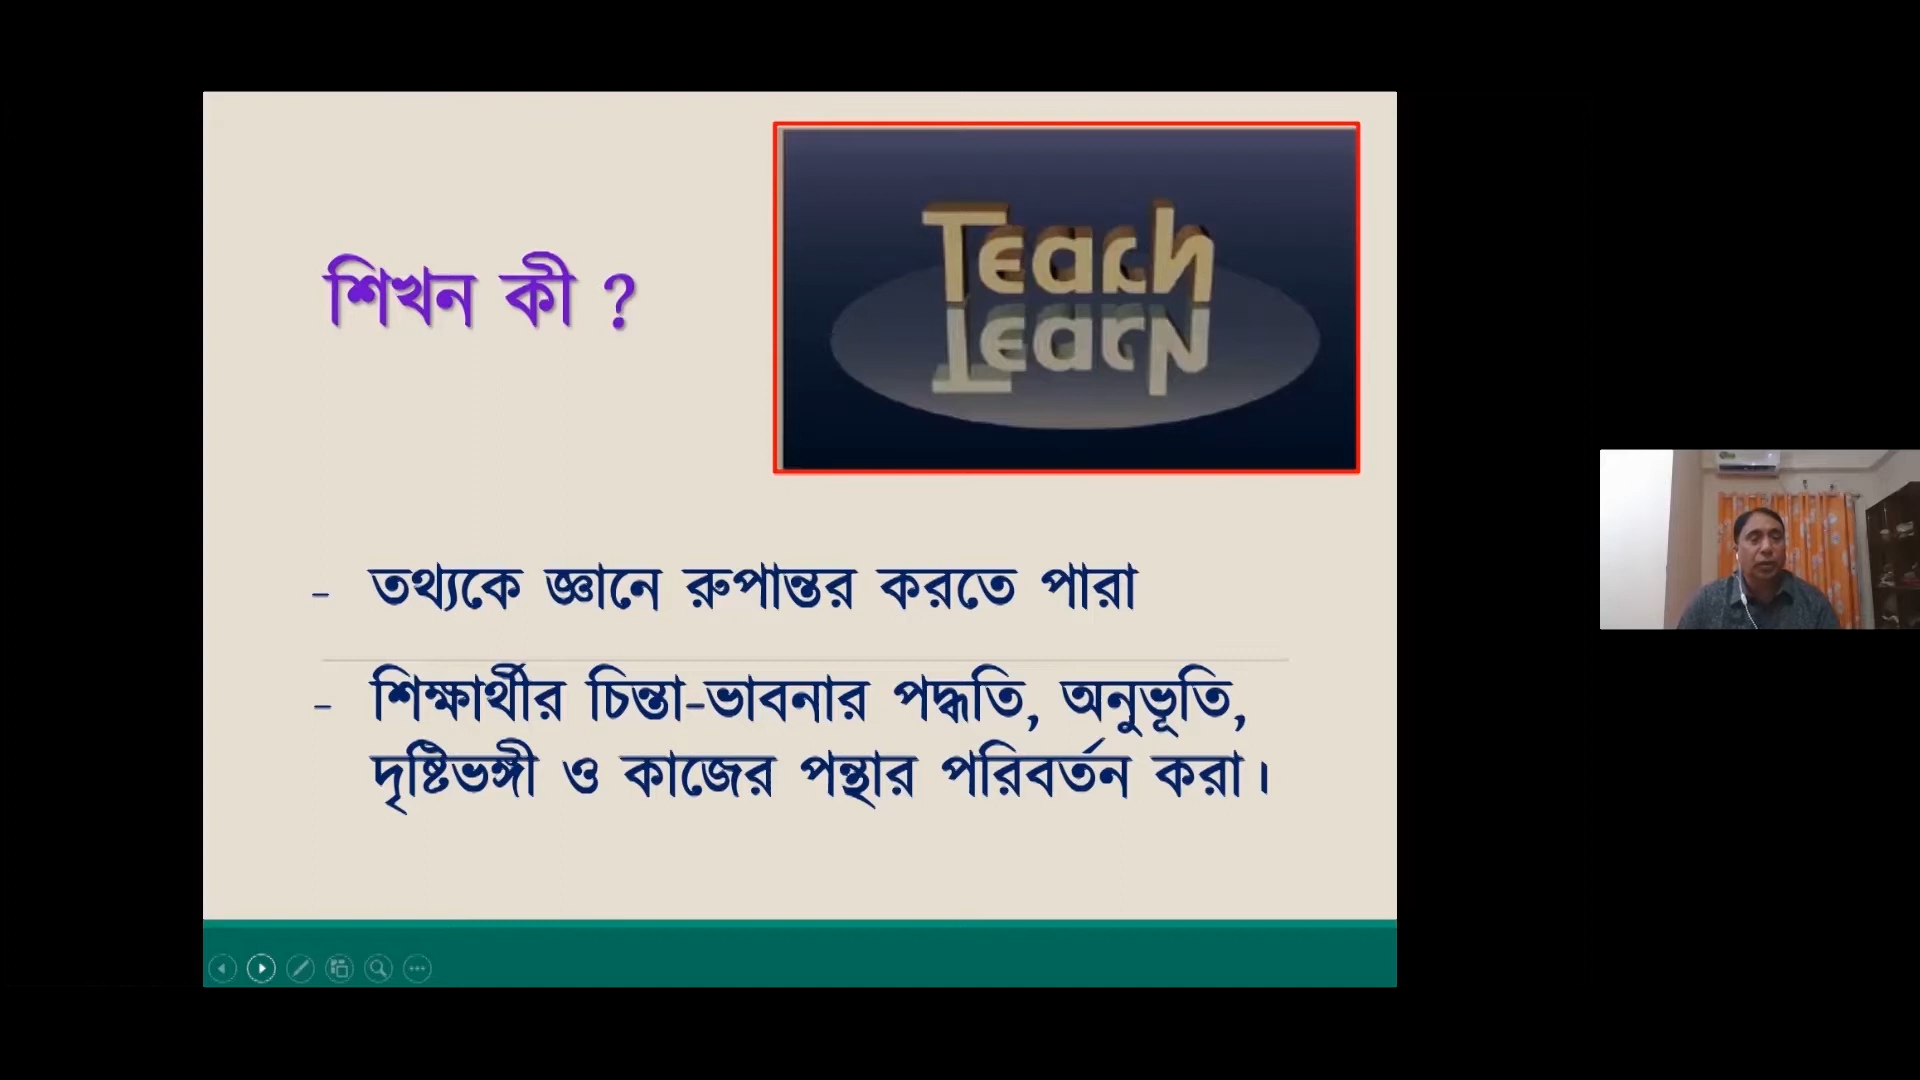 শিখন কী ?
Teach
Learn
- তথ্যকে জ্ঞানে রুপান্তর করতে পারা
- শিক্ষার্থীর চিন্তা-ভাবনার পদ্ধতি, অনুভূতি,
দৃষ্টিভঙ্গী ও কাজের পন্থার পরিবর্তন করা।